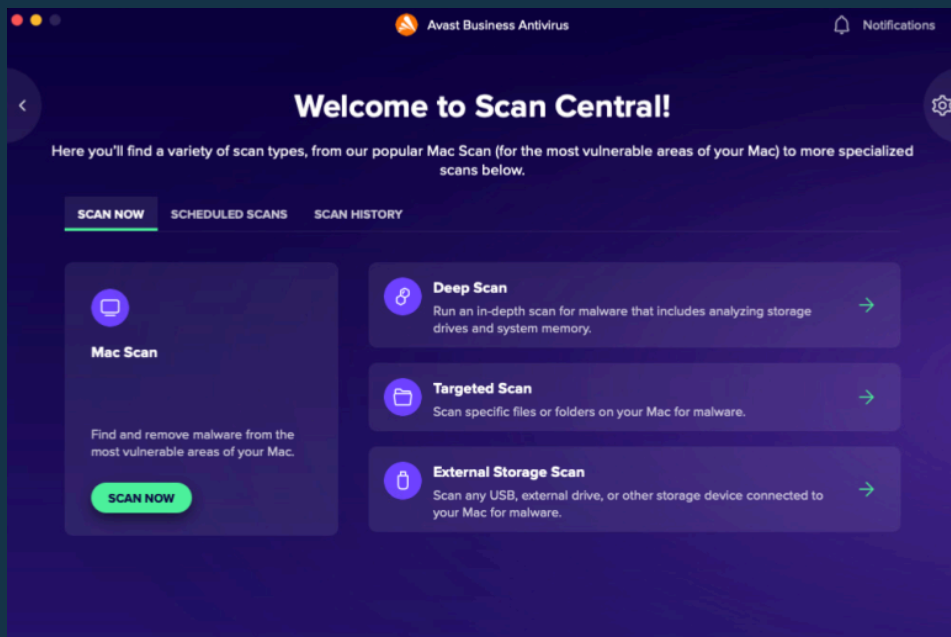 Avast Business Antivirus
Notifications
Welcome to Scan Central!
Here you'll find a variety of scan types, from our popular Mac Scan (for the most vulnerable areas of your Mac) to more specialized
scans below.
SCAN NOW
SCHEDULED SCANS
SCAN HISTORY
Mac Scan
Find and remove malware from the
most vulnerable areas of your Mac.
SCAN NOW
Deep Scan
Run an in-depth scan for malware that includes analyzing storage
drives and system memory.
Targeted Scan
Scan specific files or folders on your Mac for malware.
External Storage Scan
Scan any USB, external drive, or other storage device connected to
your Mac for malware.